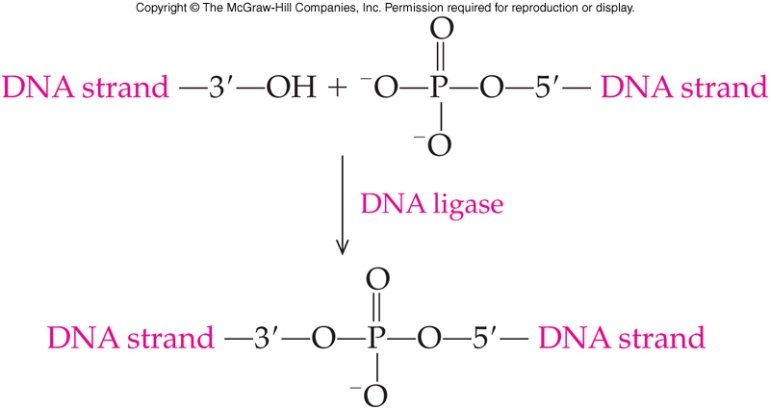 Copyright © The McGraw-Hill Companies, Inc. Permission required for reproduction or display.
O
DNA strand —3′—OH + ⁻O—P—O—5′— DNA strand
⁻O
DNA ligase
O
DNA strand —3′—O—P—O—5′— DNA strand
⁻O